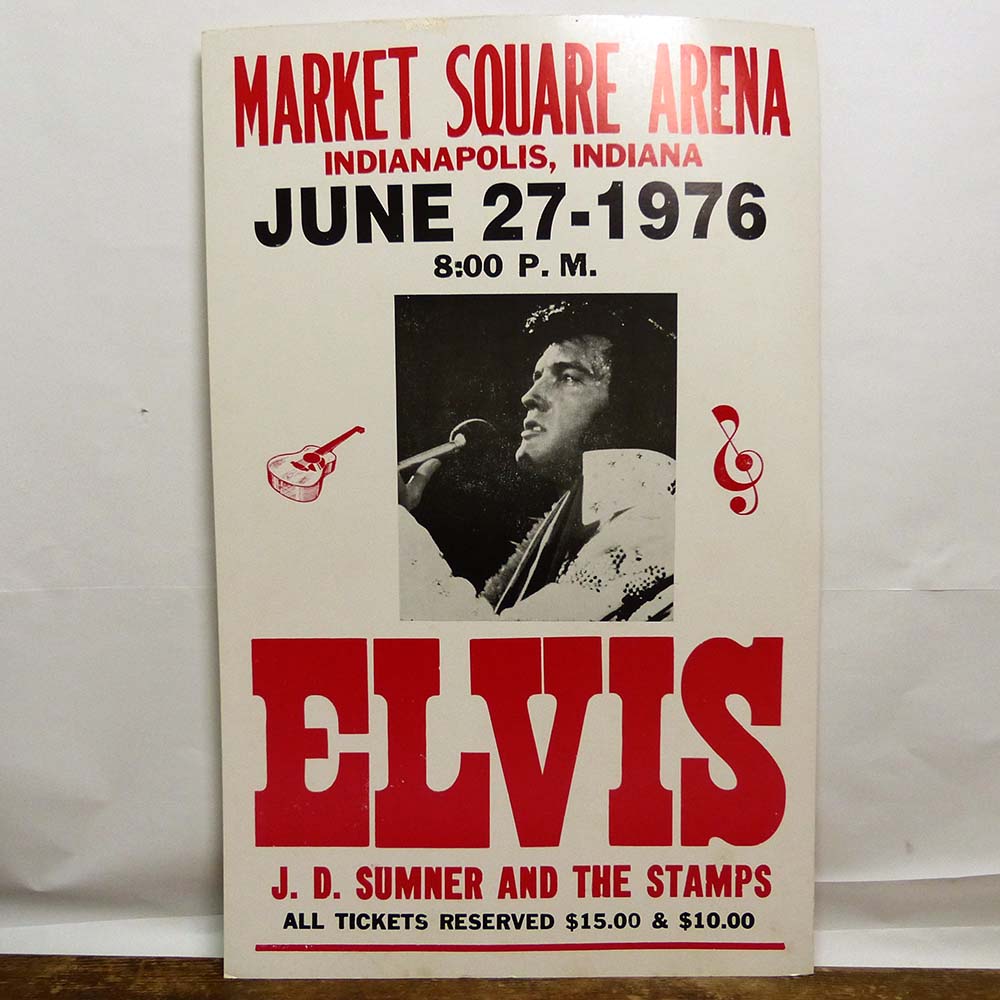 MARKET SQUARE ARENA
INDIANAPOLIS, INDIANA
JUNE 27-1976
8:00 P. M.
ELVIS
J. D. SUMNER AND THE STAMPS
ALL TICKETS RESERVED $15.00 & $10.00